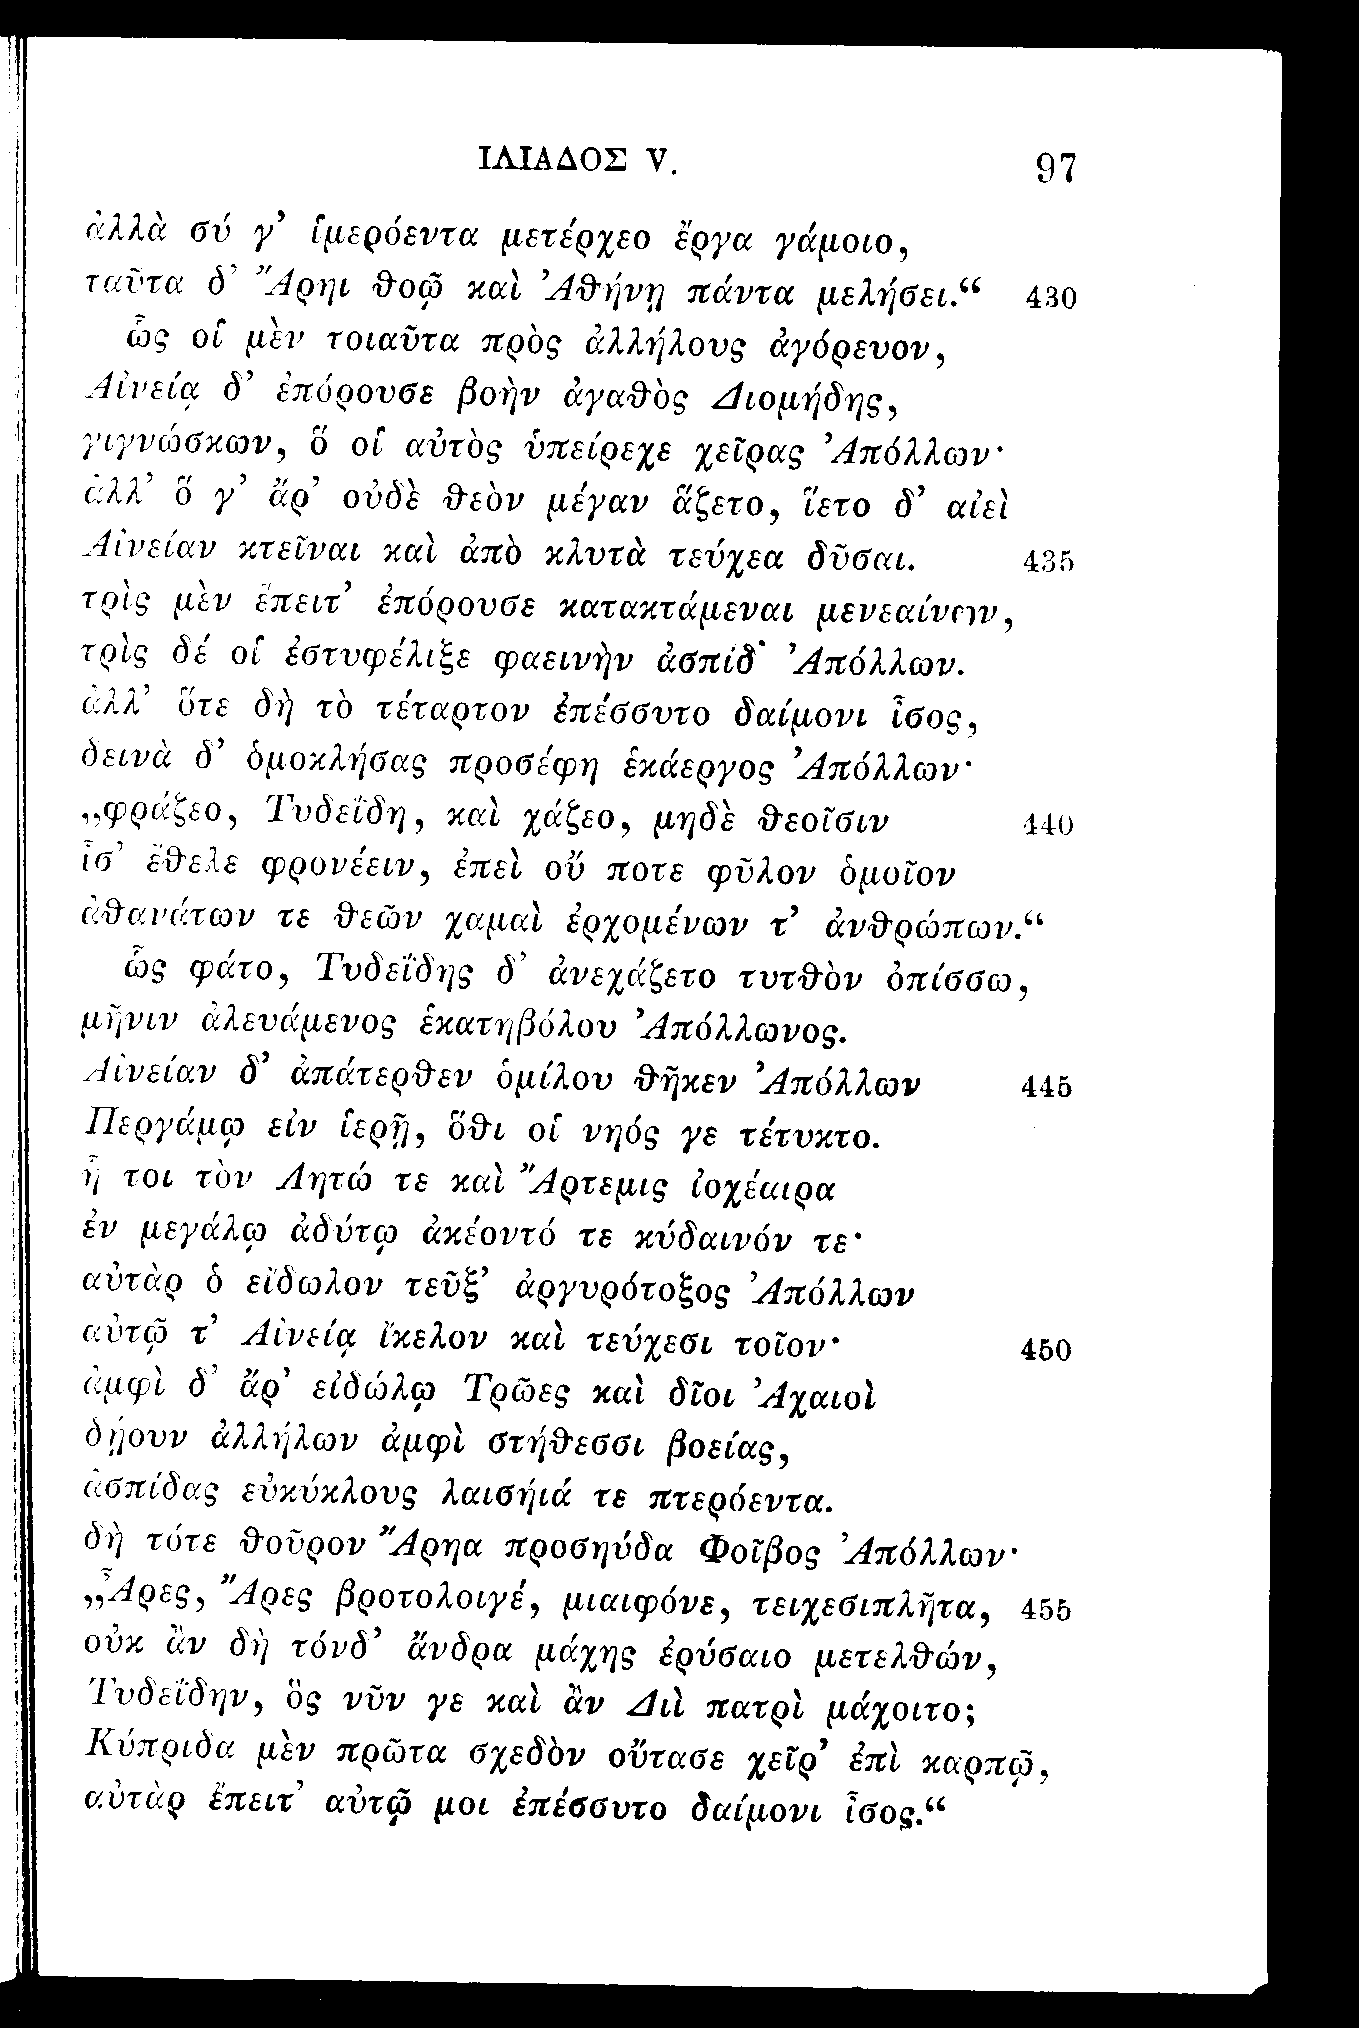 ΙΛΙΑΔΟΣ V. 97
ἀλλὰ σύ γ’ ἱμερόεντα μετέρχεο ἔργα γάμοιο,
ταῦτα δ’ Ἄρηι θοῷ καὶ Ἀθήνῃ πάντα μελήσει.“ 430
ὣς οἱ μὲν τοιαῦτα πρὸς ἀλλήλους ἀγόρευον,
Αἰνείᾳ δ’ ἐπόρουσε βοὴν ἀγαθὸς Διομήδης,
γιγνώσκων, ὅ οἱ αὐτὸς ὑπείρεχε χεῖρας Ἀπόλλων·
ἀλλ’ ὅ γ’ ἄρ’ οὐδὲ θεὸν μέγαν ἅζετο, ἵετο δ’ αἰεὶ
Αἰνείαν κτεῖναι καὶ ἀπὸ κλυτὰ τεύχεα δῦσαι. 435
τρὶς μὲν ἔπειτ’ ἐπόρουσε κατακτάμεναι μενεαίνων,
τρὶς δέ οἱ ἐστυφέλιξε φαεινὴν ἀσπίδ’ Ἀπόλλων.
ἀλλ’ ὅτε δὴ τὸ τέταρτον ἐπέσσυτο δαίμονι ἶσος,
δεινὰ δ’ ὁμοκλήσας προσέφη ἑκάεργος Ἀπόλλων·
„φράζεο, Τυδεΐδη, καὶ χάζεο, μηδὲ θεοῖσιν 440
ἶσ’ ἔθελε φρονέειν, ἐπεὶ οὔ ποτε φῦλον ὁμοῖον
ἀθανάτων τε θεῶν χαμαὶ ἐρχομένων τ’ ἀνθρώπων.“
ὣς φάτο, Τυδεΐδης δ’ ἀνεχάζετο τυτθὸν ὀπίσσω,
μῆνιν ἀλευάμενος ἑκατηβόλου Ἀπόλλωνος.
Αἰνείαν δ’ ἀπάτερθεν ὁμίλου θῆκεν Ἀπόλλων 445
Περγάμῳ εἰν ἱερῇ, ὅθι οἱ νηός γε τέτυκτο.
ἦ τοι τὸν Λητώ τε καὶ Ἄρτεμις ἰοχέαιρα
ἐν μεγάλῳ ἀδύτῳ ἀκέοντό τε κύδαινόν τε·
αὐτὰρ ὁ εἴδωλον τεῦξ’ ἀργυρότοξος Ἀπόλλων
αὐτῷ τ’ Αἰνείᾳ ἴκελον καὶ τεύχεσι τοῖον· 450
ἀμφὶ δ’ ἄρ’ εἰδώλῳ Τρῶες καὶ δῖοι Ἀχαιοὶ
δῄουν ἀλλήλων ἀμφὶ στήθεσσι βοείας,
ἀσπίδας εὐκύκλους λαισήιά τε πτερόεντα.
δὴ τότε θοῦρον Ἄρηα προσηύδα Φοῖβος Ἀπόλλων·
„Ἆρες, Ἄρες βροτολοιγέ, μιαιφόνε, τειχεσιπλῆτα, 455
οὐκ ἂν δὴ τόνδ’ ἄνδρα μάχης ἐρύσαιο μετελθών,
Τυδεΐδην, ὃς νῦν γε καὶ ἂν Διὶ πατρὶ μάχοιτο;
Κύπριδα μὲν πρῶτα σχεδὸν οὔτασε χεῖρ’ ἐπὶ καρπῷ,
αὐτὰρ ἔπειτ’ αὐτῷ μοι ἐπέσσυτο δαίμονι ἶσος.“